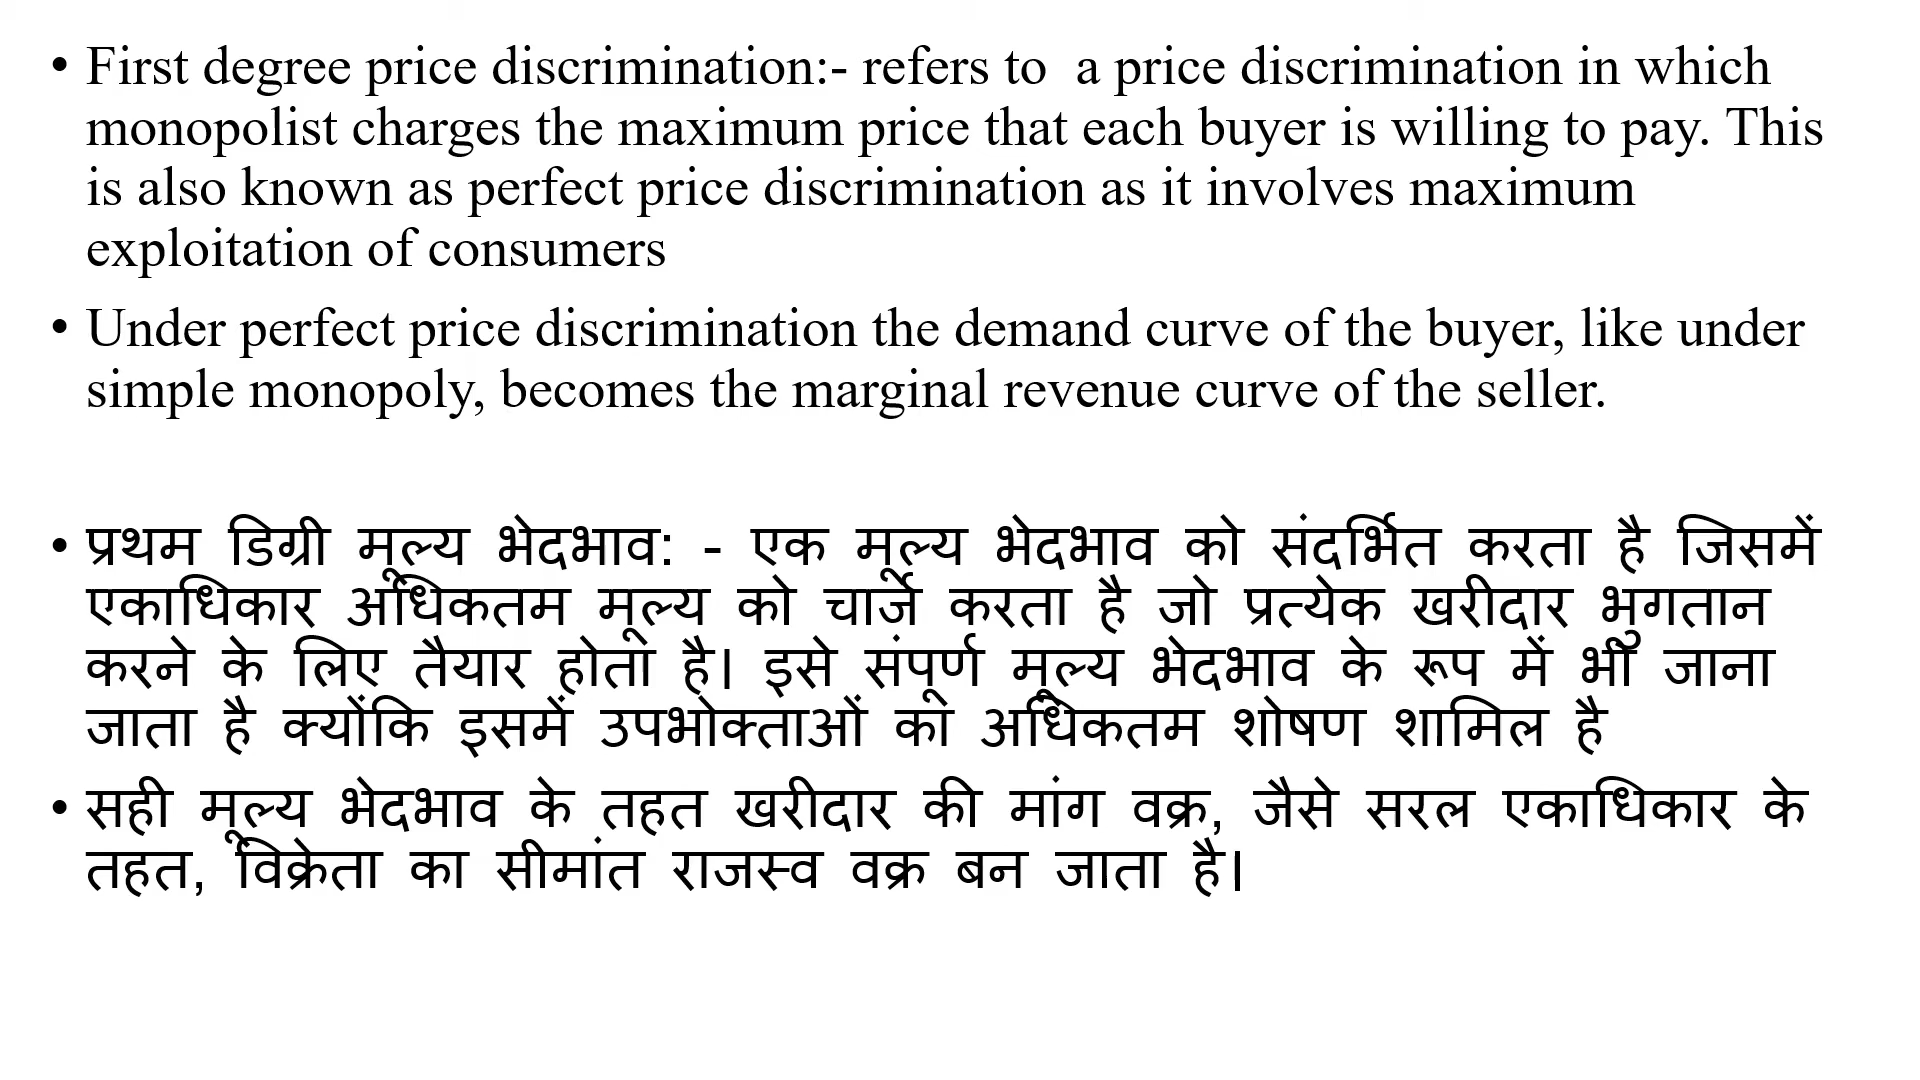 • First degree price discrimination:- refers to  a price discrimination in which
monopolist charges the maximum price that each buyer is willing to pay. This
is also known as perfect price discrimination as it involves maximum
exploitation of consumers
• Under perfect price discrimination the demand curve of the buyer, like under
simple monopoly, becomes the marginal revenue curve of the seller.
• प्रथम डिग्री मूल्य भेदभाव: - एक मूल्य भेदभाव को संदर्भित करता है जिसमें
एकाधिकार अधिकतम मूल्य को चार्ज करता है जो प्रत्येक खरीदार भुगतान
करने के लिए तैयार होता है। इसे संपूर्ण मूल्य भेदभाव के रूप में भी जाना
जाता है क्योंकि इसमें उपभोक्ताओं का अधिकतम शोषण शामिल है
• सही मूल्य भेदभाव के तहत खरीदार की मांग वक्र, जैसे सरल एकाधिकार के
तहत, विक्रेता का सीमांत राजस्व वक्र बन जाता है।